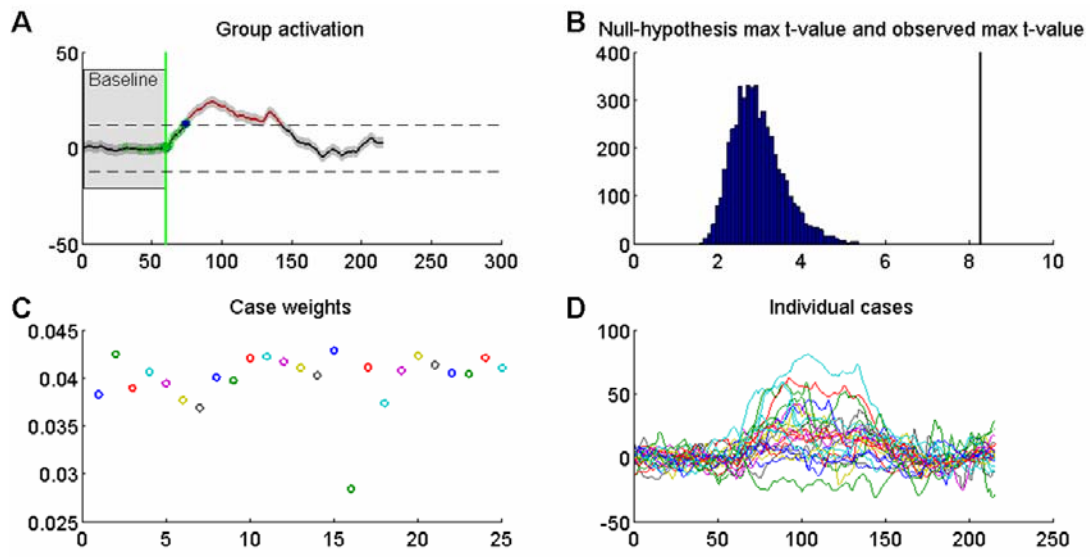 A
Group activation
50
0
-50
Baseline
0 50 100 150 200 250 300
B
Null-hypothesis max t-value and observed max t-value
400
300
200
100
0
0 2 4 6 8 10
C
Case weights
0.045
0.04
0.035
0.03
0.025
0 5 10 15 20 25
D
Individual cases
100
50
0
-50
0 50 100 150 200 250